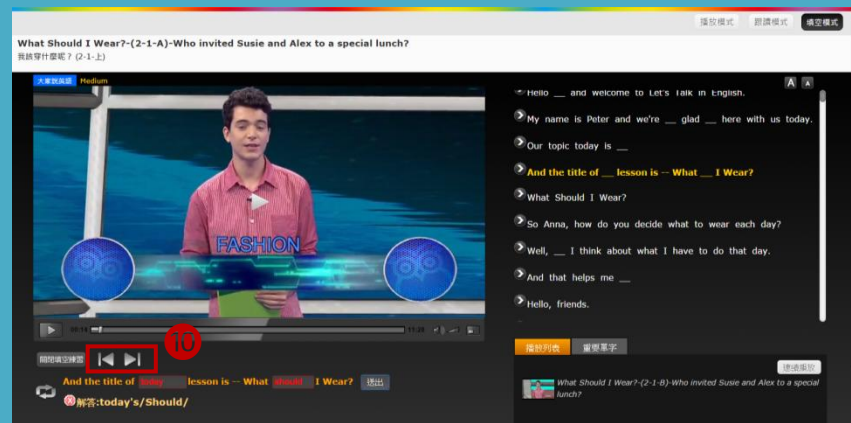 播放模式 跟讀模式 填空模式
What Should I Wear?-(2-1-A)-Who invited Susie and Alex to a special lunch?
我該穿什麼呢？(2-1-上)
大家說英語 Medium
A A
Hello __ and welcome to Let's Talk in English.
My name is Peter and we're __ glad __ here with us today.
Our topic today is __
And the title of __ lesson is -- What __ I Wear?
What Should I Wear?
So Anna, how do you decide what to wear each day?
Well, __ I think about what I have to do that day.
And that helps me __
Hello, friends.
FASHION
00:19 11:25
關閉填空練習
10
And the title of today lesson is -- What should I Wear? 送出
解答:today's/Should/
播放列表 重要單字
連續播放
What Should I Wear?-(2-1-B)-Who invited Susie and Alex to a special
lunch?